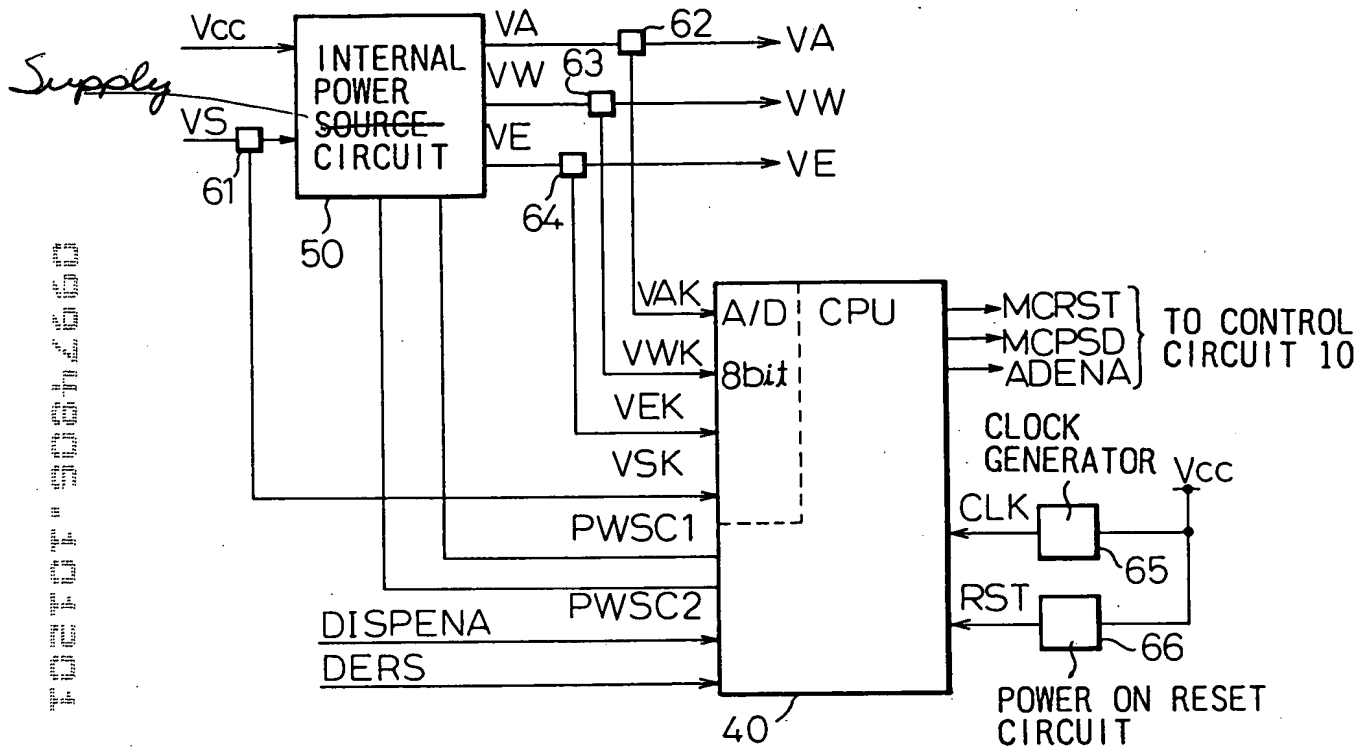 Vcc
Supply
VS
61
INTERNAL
POWER
SOURCE
CIRCUIT
50
VA
VW
VE
62
63
64
VA
VW
VE
VAK
VWK
VEK
VSK
PWSC1
PWSC2
DISPENA
DERS
A/D
8bit
CPU
40
MCRST
MCPSD
ADENA
TO CONTROL
CIRCUIT 10
CLOCK
GENERATOR
Vcc
CLK
65
RST
66
POWER ON RESET
CIRCUIT